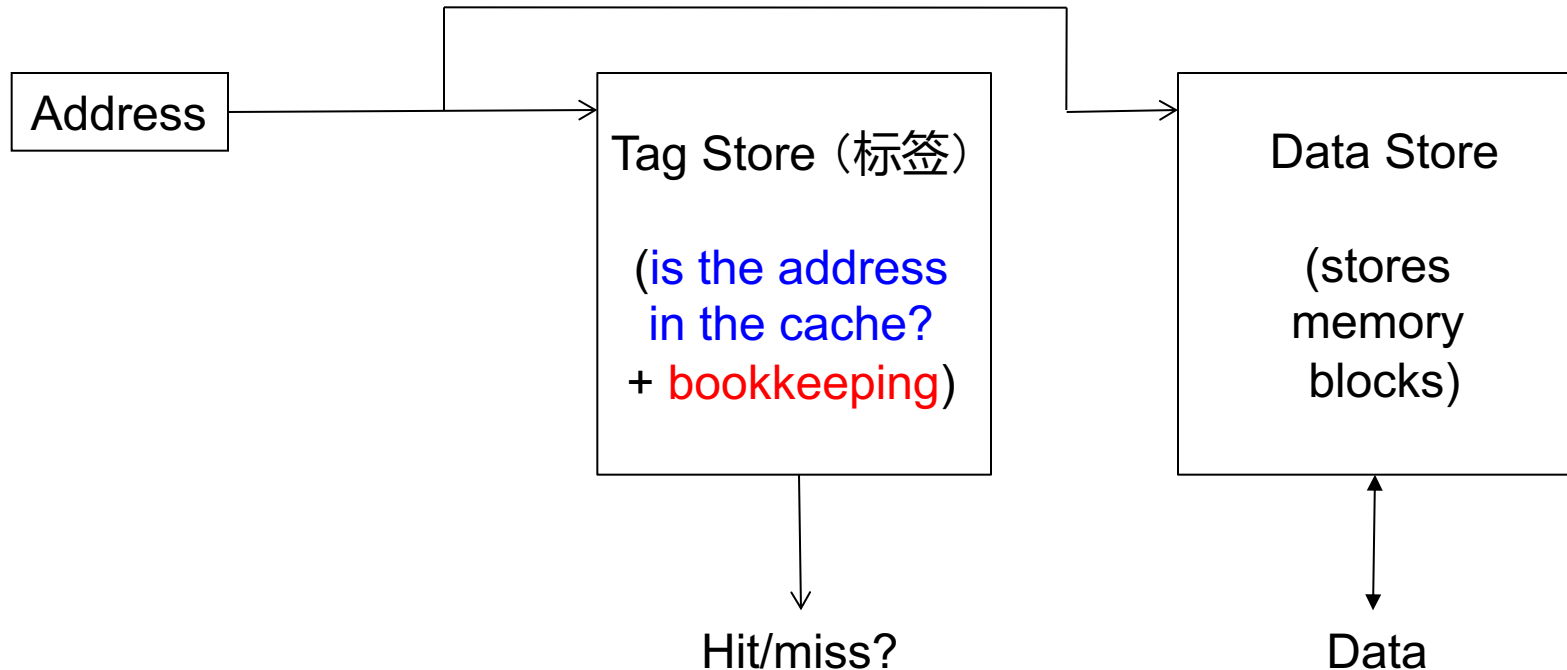 Address
Tag Store（标签）
(is the address
in the cache?
+ bookkeeping)
Data Store
(stores
memory
blocks)
Hit/miss?
Data